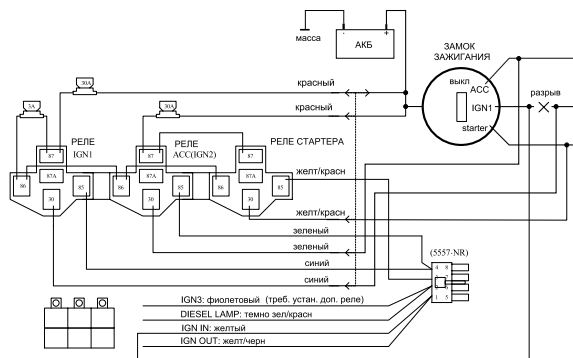 масса
- +
АКБ
ЗАМОК
ЗАЖИГАНИЯ
30A
красный
выкл
ACC
разрыв
3A
30A
красный
IGN1
starter
РЕЛЕ
IGN1
РЕЛЕ
ACC(IGN2)
РЕЛЕ СТАРТЕРА
87
87
87
желт/красн
86
87A
85
86
87A
85
86
87A
85
30
30
30
желт/красн
зеленый
зеленый
(5557-NR)
синий
4 8
синий
IGN3: фиолетовый (треб. устан. доп. реле)
DIESEL LAMP: темно зел/красн
IGN IN: желтый
1 5
IGN OUT: желт/черн